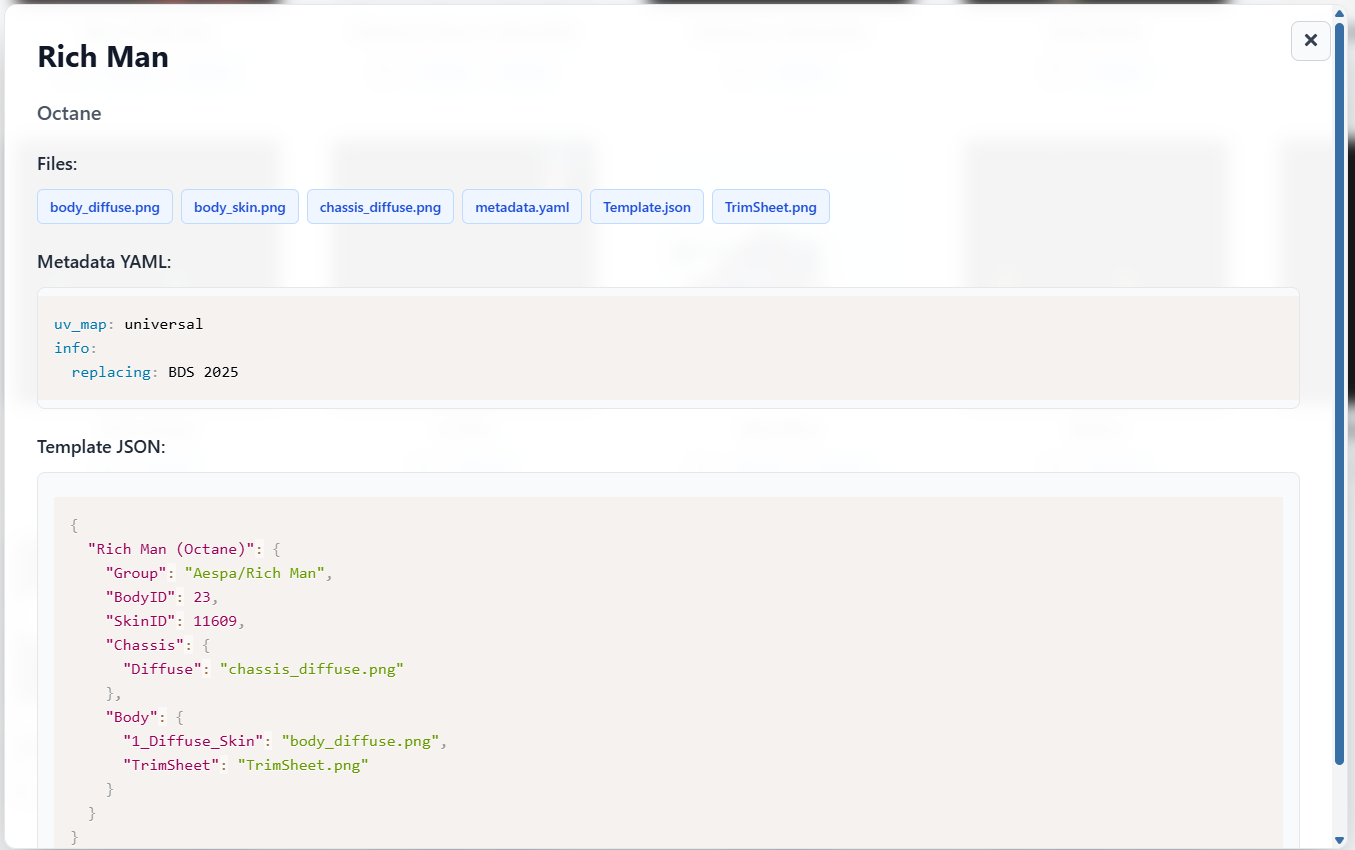 Rich Man
×
Octane
Files:
body_diffuse.png body_skin.png chassis_diffuse.png metadata.yaml Template.json TrimSheet.png
Metadata YAML:
uv_map: universal
info:
  replacing: BDS 2025
Template JSON:
{
  "Rich Man (Octane)": {
    "Group": "Aespa/Rich Man",
    "BodyID": 23,
    "SkinID": 11609,
    "Chassis": {
      "Diffuse": "chassis_diffuse.png"
    },
    "Body": {
      "1_Diffuse_Skin": "body_diffuse.png",
      "TrimSheet": "TrimSheet.png"
    }
  }
}